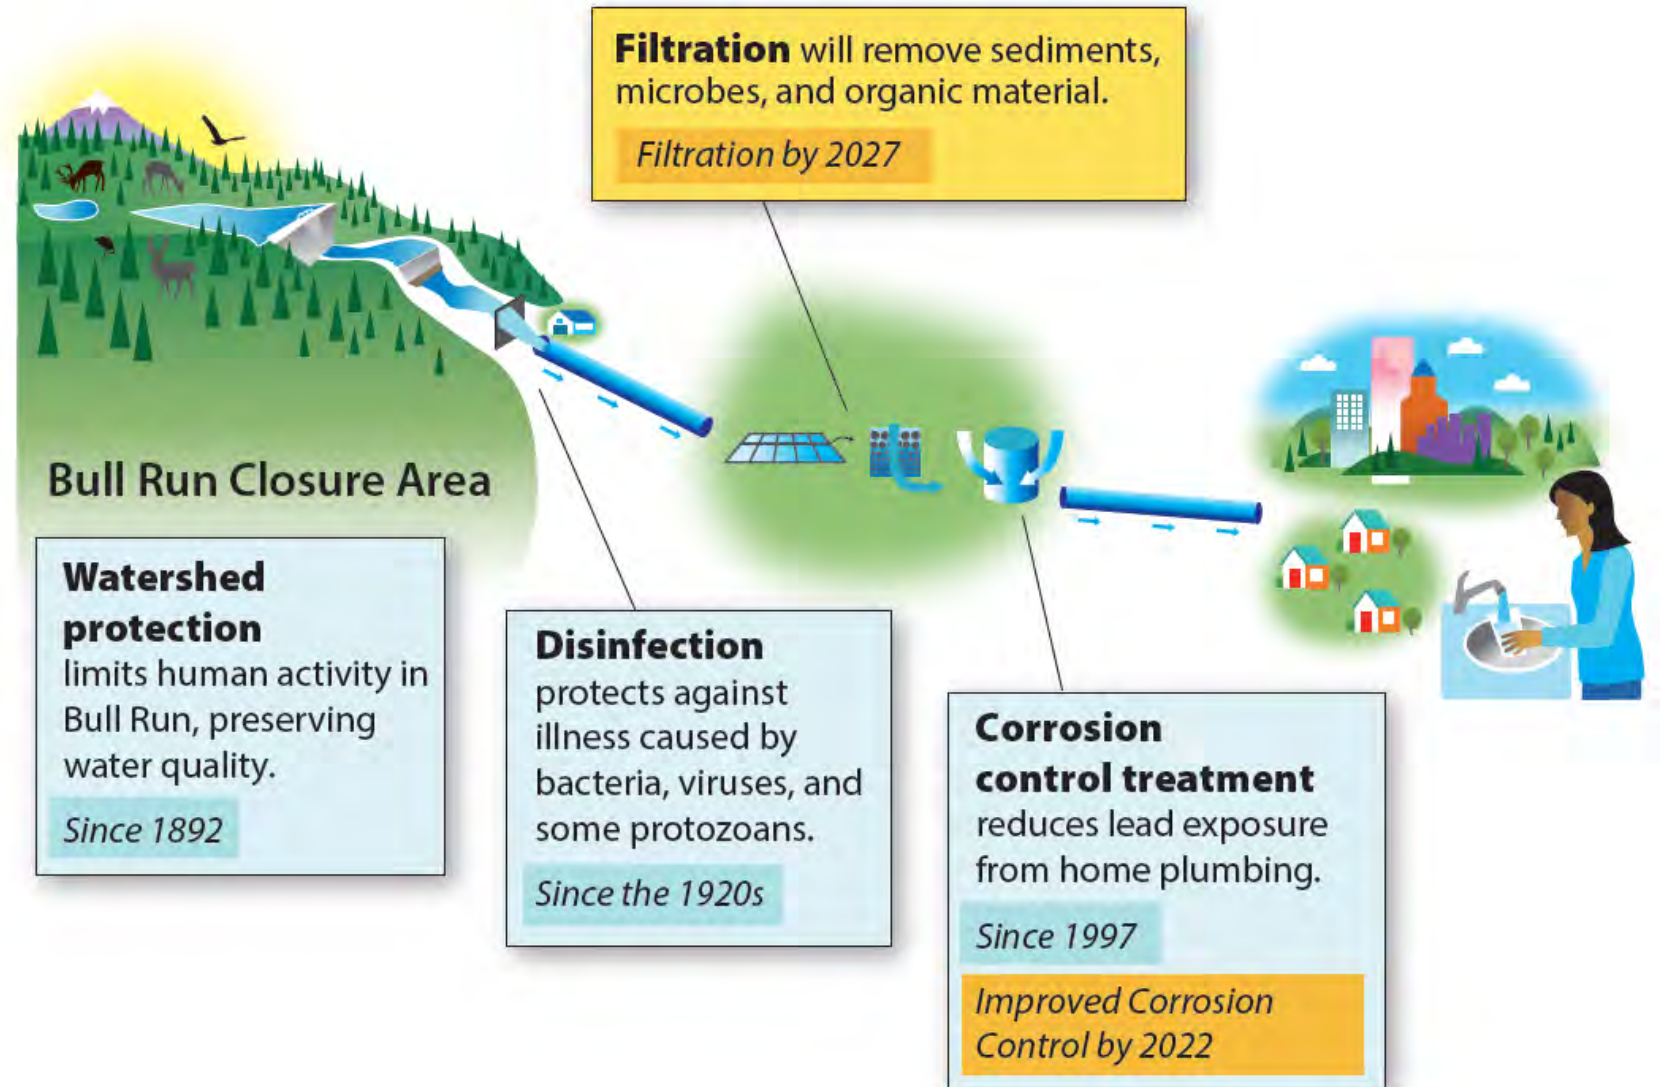 Filtration will remove sediments,
microbes, and organic material.
Filtration by 2027
Bull Run Closure Area
Watershed
protection
limits human activity in
Bull Run, preserving
water quality.
Since 1892
Disinfection
protects against
illness caused by
bacteria, viruses, and
some protozoans.
Since the 1920s
Corrosion
control treatment
reduces lead exposure
from home plumbing.
Since 1997
Improved Corrosion
Control by 2022